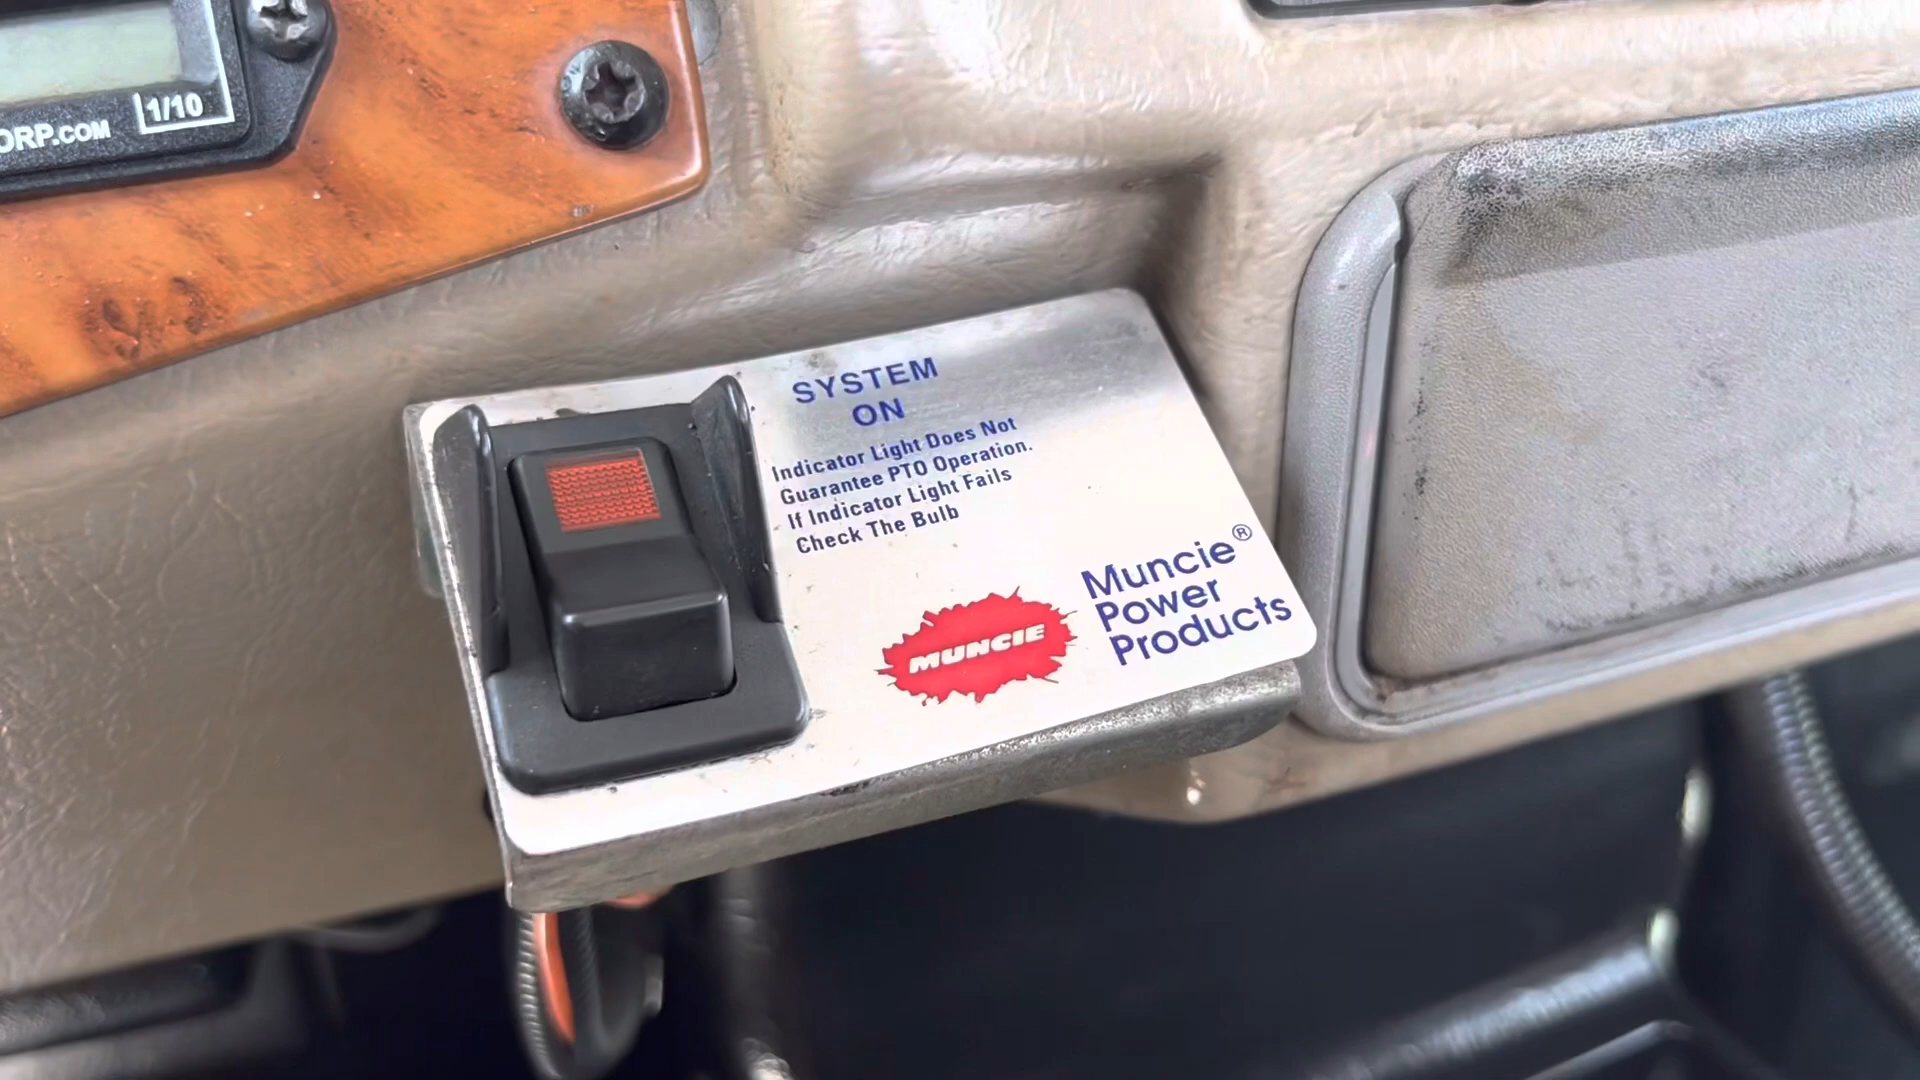 1/10
ORP.COM
SYSTEM
ON
Indicator Light Does Not
Guarantee PTO Operation.
If Indicator Light Fails
Check The Bulb
MUNCIE
Muncie®
Power
Products